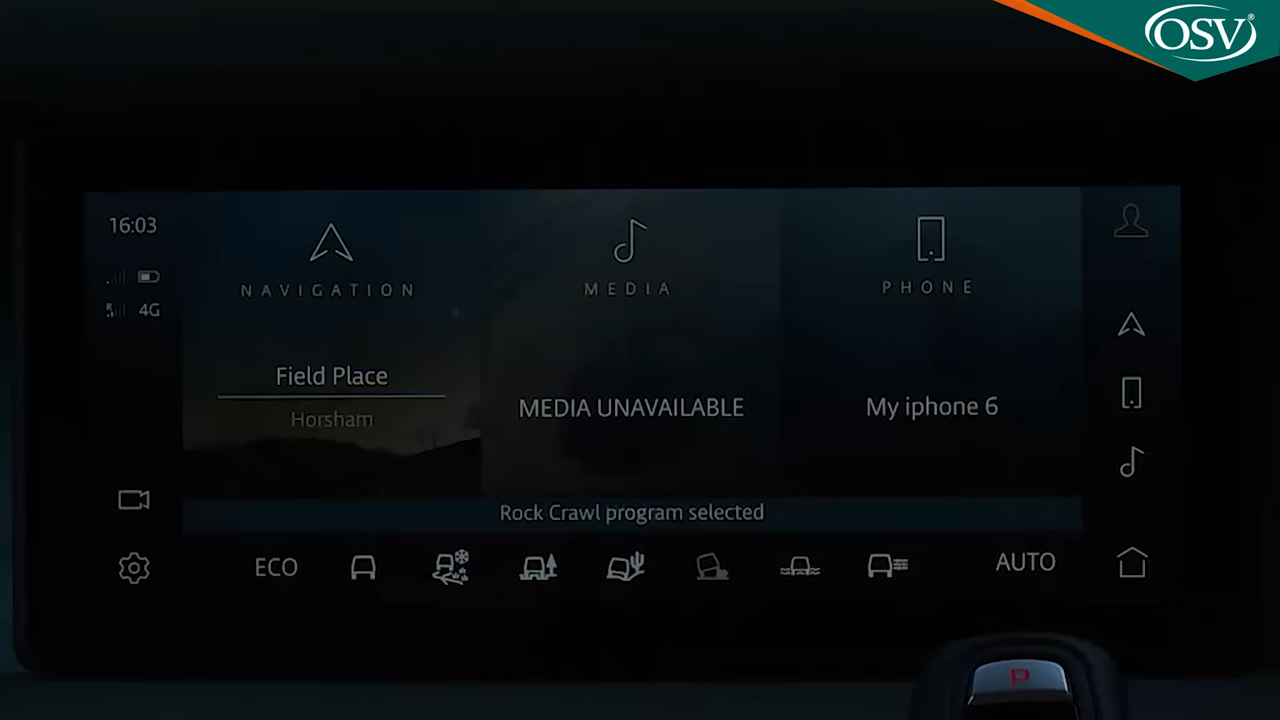 OSV®
16:03
NAVIGATION
MEDIA
PHONE
4G
Field Place
Horsham
MEDIA UNAVAILABLE
My iphone 6
Rock Crawl program selected
ECO
AUTO
P